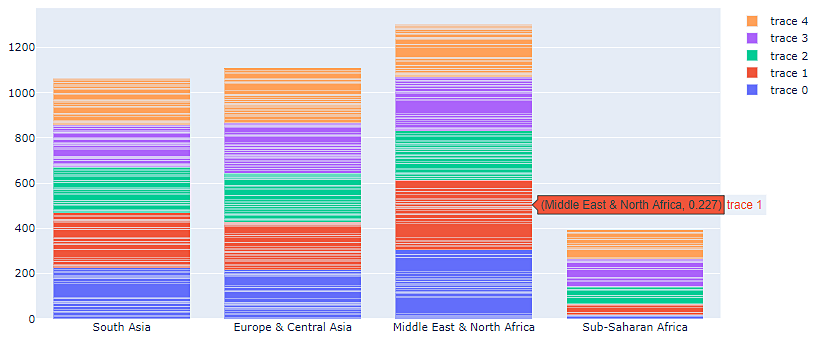 1200
1000
800
600
400
200
0
South Asia
Europe & Central Asia
Middle East & North Africa
Sub-Saharan Africa
(Middle East & North Africa, 0.227) trace 1
trace 4
trace 3
trace 2
trace 1
trace 0